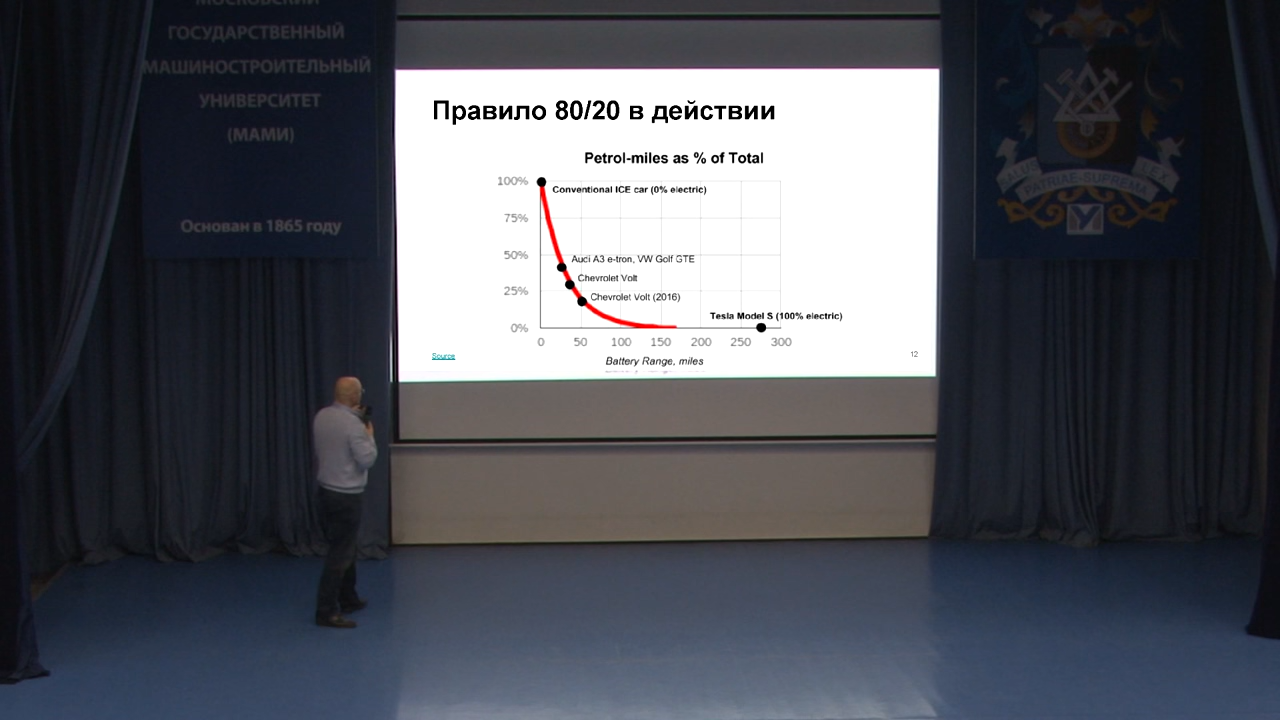 МОСКОВСКИЙ
ГОСУДАРСТВЕННЫЙ
МАШИНОСТРОИТЕЛЬНЫЙ
УНИВЕРСИТЕТ
(МАМИ)
Основан в 1865 году
Правило 80/20 в действии
Petrol-miles as % of Total
100%
Conventional ICE car (0% electric)
75%
50%
Auci A3 e-tron, VW Golf GTE
Chevrolet Volt
25%
Chevrolet Volt (2016)
Tesla Model S (100% electric)
0%
0 50 100 150 200 250 300
Battery Range, miles
Source
12
PATRIAE-SUPREMA